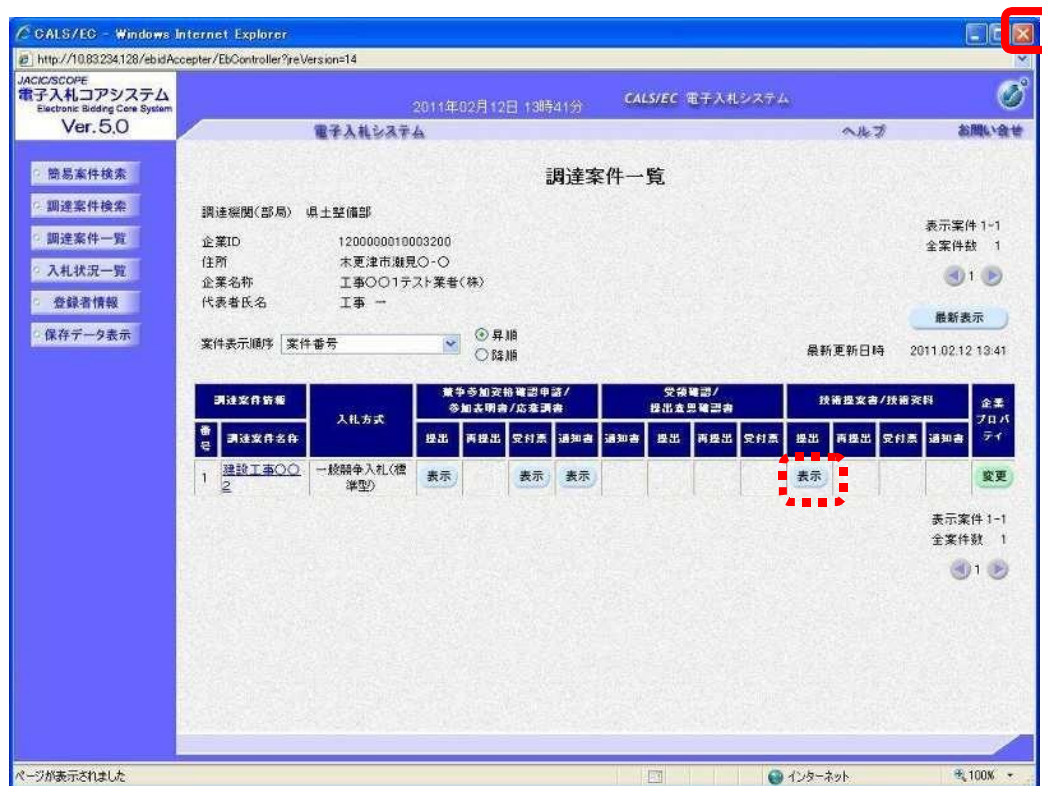 CALS/EC - Windows Internet Explorer
http://10.83.234.128/ebidAccepter/EbController?jreVersion=14
JACIC/SCOPE
電子入札コアシステム
Electronic Bidding Core System
Ver.5.0
2011年02月12日 13時41分
CALS/EC 電子入札システム
電子入札システム
ヘルプ
お問い合せ
簡易案件検索
調達案件検索
調達案件一覧
入札状況一覧
登録者情報
保存データ表示
調達案件一覧
調達機関(部局) 県土整備部
企業ID 1200000010003200
住所 木更津市潮見○-○
企業名称 工事○○1テスト業者(株)
代表者氏名 工事 一
表示案件 1-1
全案件数 1
1
最新表示
案件表示順序 案件番号
昇順
降順
最新更新日時 2011.02.12 13:41
調達案件情報
入札方式
競争参加資格確認申請/
参加表明書/応募調書
受領確認/
提出意思確認書
技術提案書/技術資料
企業
プロパ
ティ
番号
調達案件名称
提出 再提出 受付票 通知書 通知書 提出 再提出 受付票 提出 再提出 受付票 通知書
1 建設工事○○ 一般競争入札(標 表示 表示 表示 表示 変更
2 準型)
表示案件 1-1
全案件数 1
1
ページが表示されました
インターネット
100%